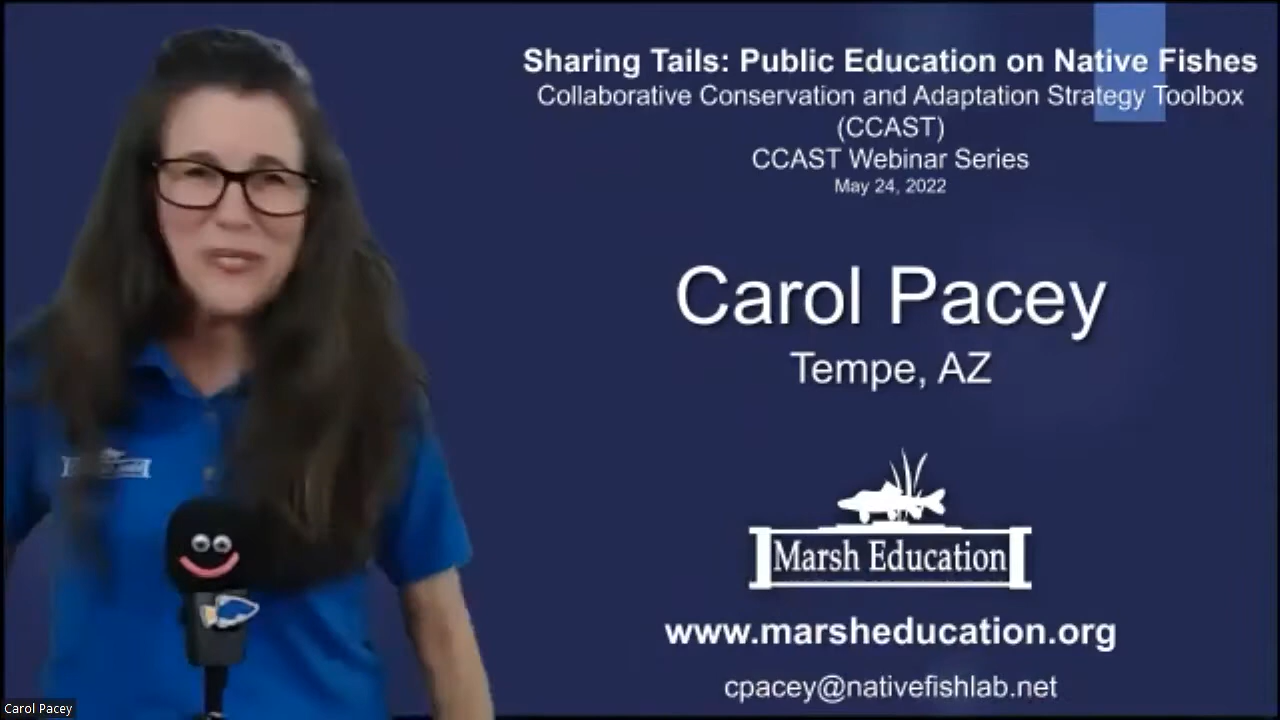 Sharing Tails: Public Education on Native Fishes
Collaborative Conservation and Adaptation Strategy Toolbox
(CCAST)
CCAST Webinar Series
May 24, 2022
Carol Pacey
Tempe, AZ
Marsh Education
www.marsheducation.org
cpacey@nativefishlab.net
Carol Pacey